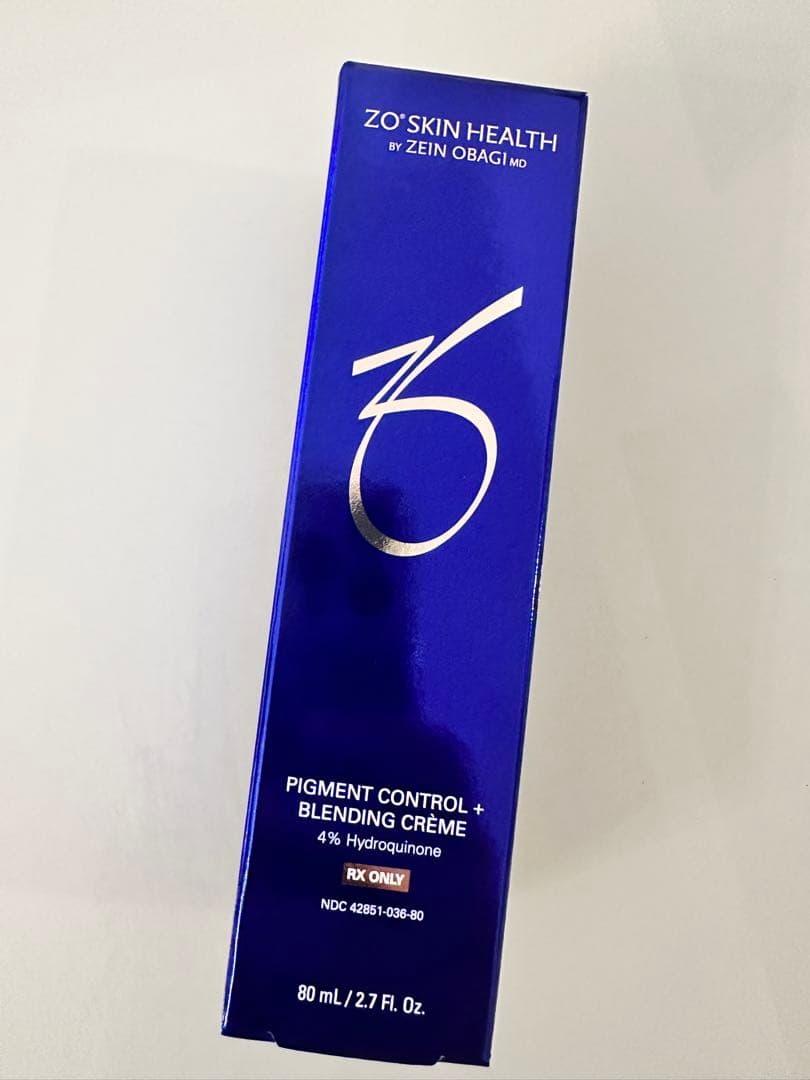 ZO® SKIN HEALTH
BY ZEIN OBAGI MD
PIGMENT CONTROL +
BLENDING CRÈME
4% Hydroquinone
RX ONLY
NDC 42851-036-80
80 mL / 2.7 Fl. Oz.